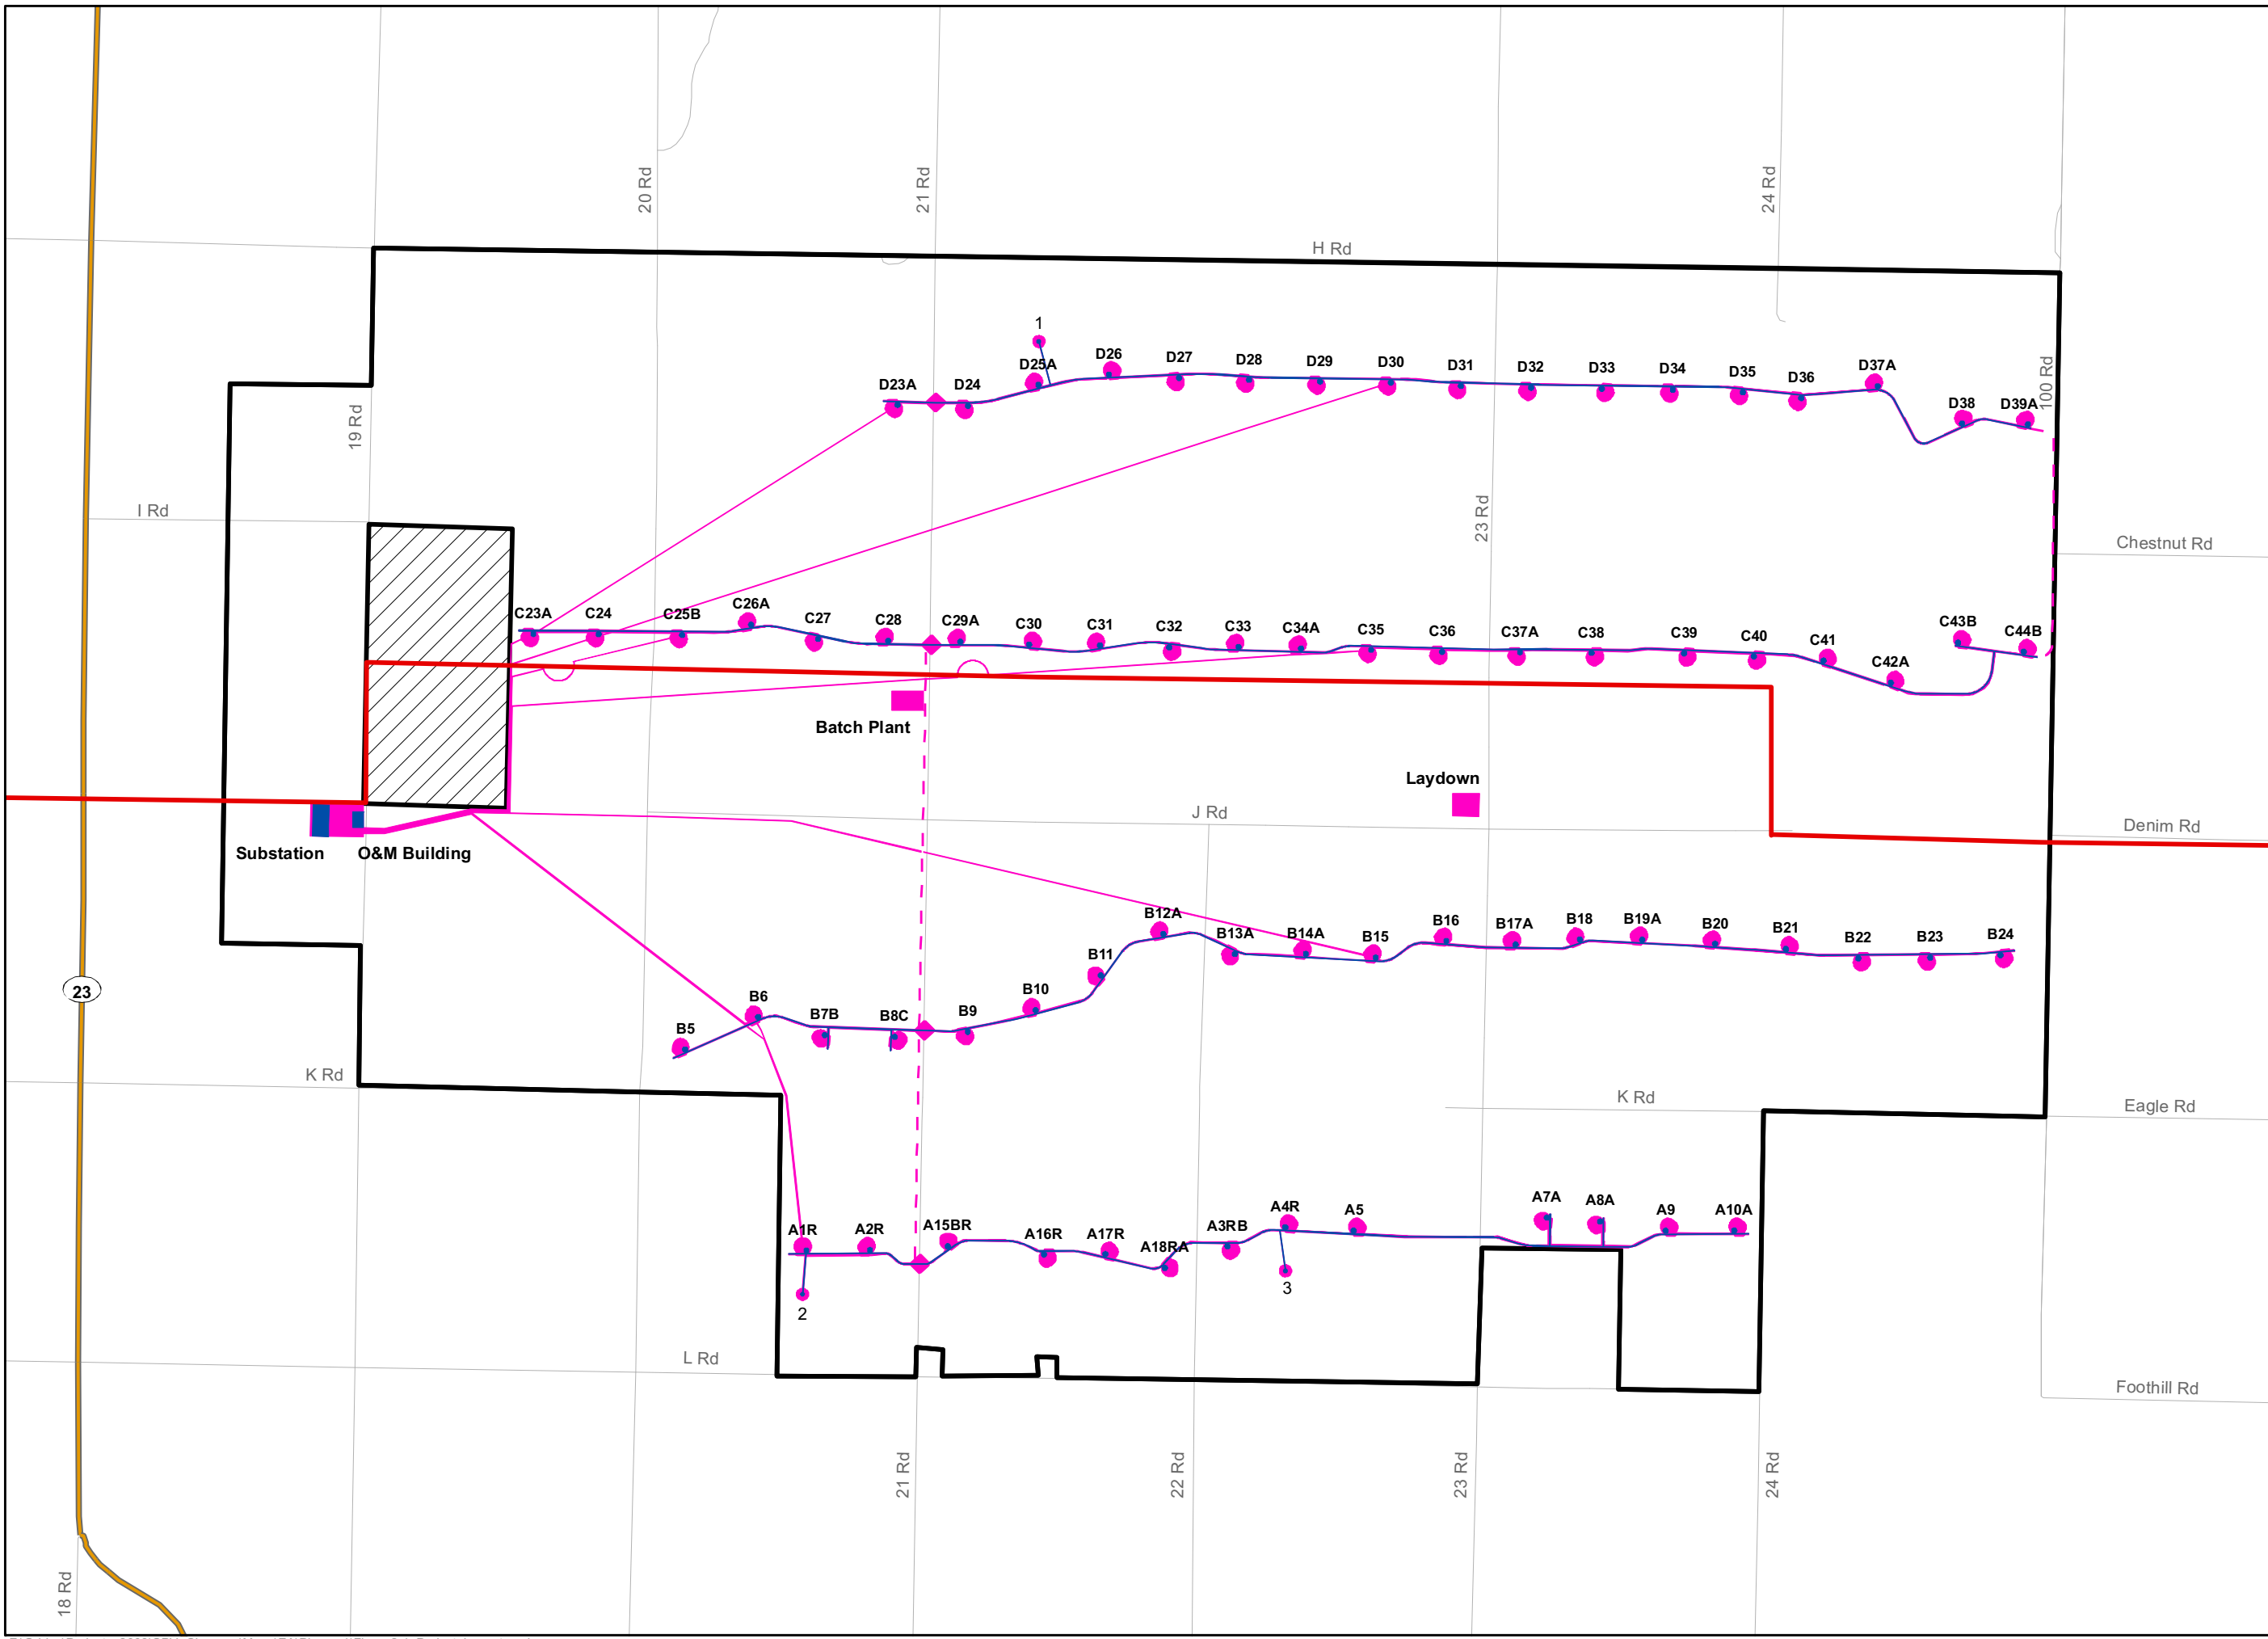 20 Rd
21 Rd
24 Rd
H Rd
1
D25A
D26
D27
D28
D29
D30
D31
D32
D33
D34
D35
D36
D37A
D23A
D24
D38
D39A
100 Rd
19 Rd
I Rd
23 Rd
Chestnut Rd
C23A
C24
C25B
C26A
C27
C28
C29A
C30
C31
C32
C33
C34A
C35
C36
C37A
C38
C39
C40
C41
C42A
C43B
C44B
Batch Plant
Laydown
J Rd
Denim Rd
Substation
O&M Building
B12A
B13A
B14A
B15
B16
B17A
B18
B19A
B20
B21
B22
B23
B24
B11
23
B5
B6
B7B
B8C
B9
B10
K Rd
K Rd
Eagle Rd
A1R
A2R
A15BR
A16R
A17R
A18RA
A3RB
A4R
A5
A7A
A8A
A9
A10A
2
3
L Rd
Foothill Rd
21 Rd
22 Rd
23 Rd
24 Rd
18 Rd